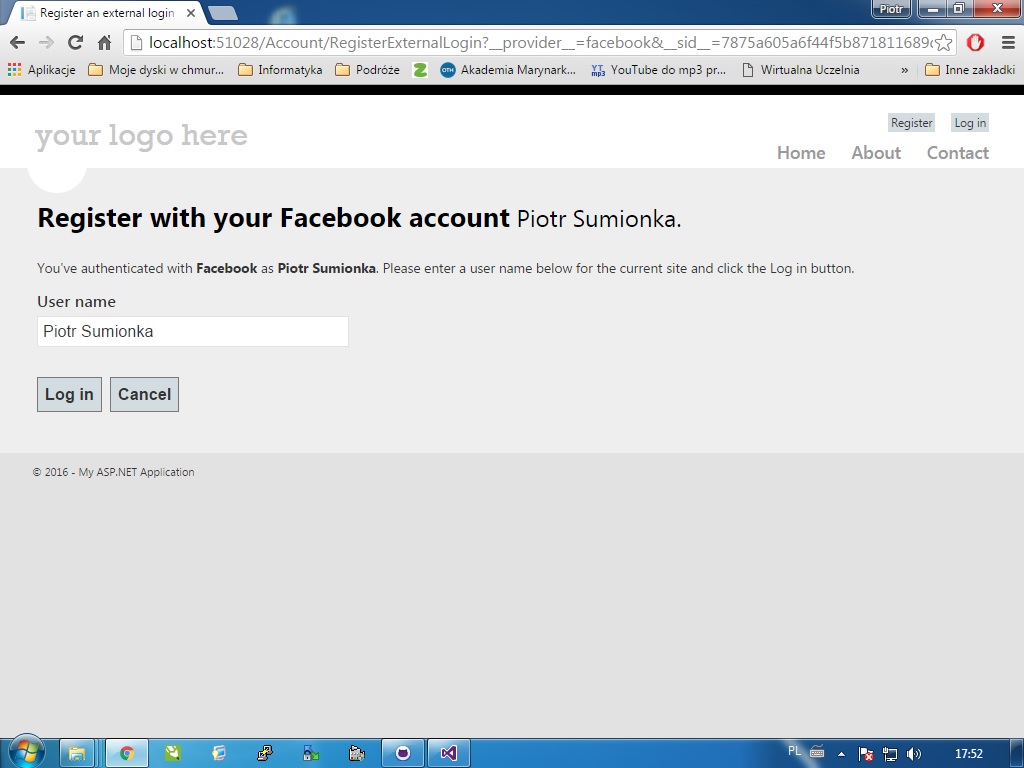 Register an external login
Piotr
localhost:51028/Account/RegisterExternalLogin?__provider__=facebook&__sid__=7875a605a6f44f5b871811689
Aplikacje Moje dyski w chmur... Informatyka Podróże Z OTH Akademia Marynark... YT mp3 YouTube do mp3 pr... Wirtualna Uczelnia » Inne zakładki
your logo here
Register Log in
Home About Contact
Register with your Facebook account Piotr Sumionka.
You've authenticated with Facebook as Piotr Sumionka. Please enter a user name below for the current site and click the Log in button.
User name
Piotr Sumionka
Log in Cancel
© 2016 - My ASP.NET Application
PL 17:52